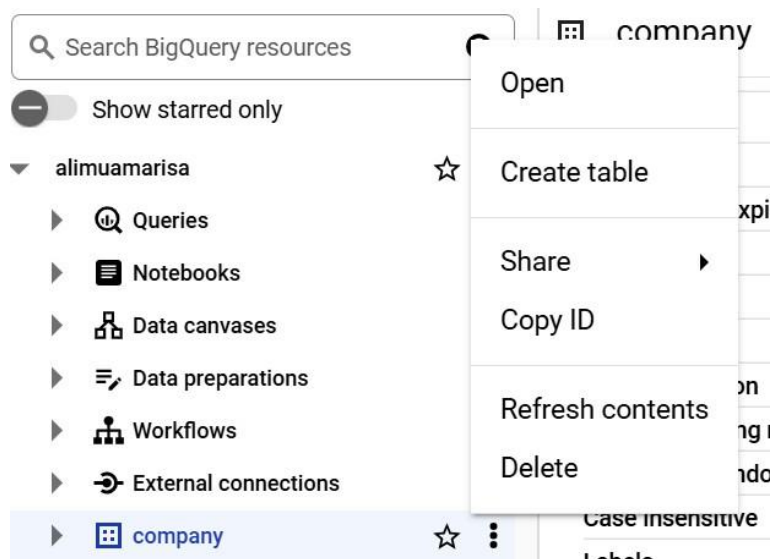 Search BigQuery resources
company
Show starred only
alimuamarisa
Queries
Notebooks
Data canvases
Data preparations
Workflows
External connections
company
Open
Create table
Share
Copy ID
Refresh contents
Delete
Case Insensitive